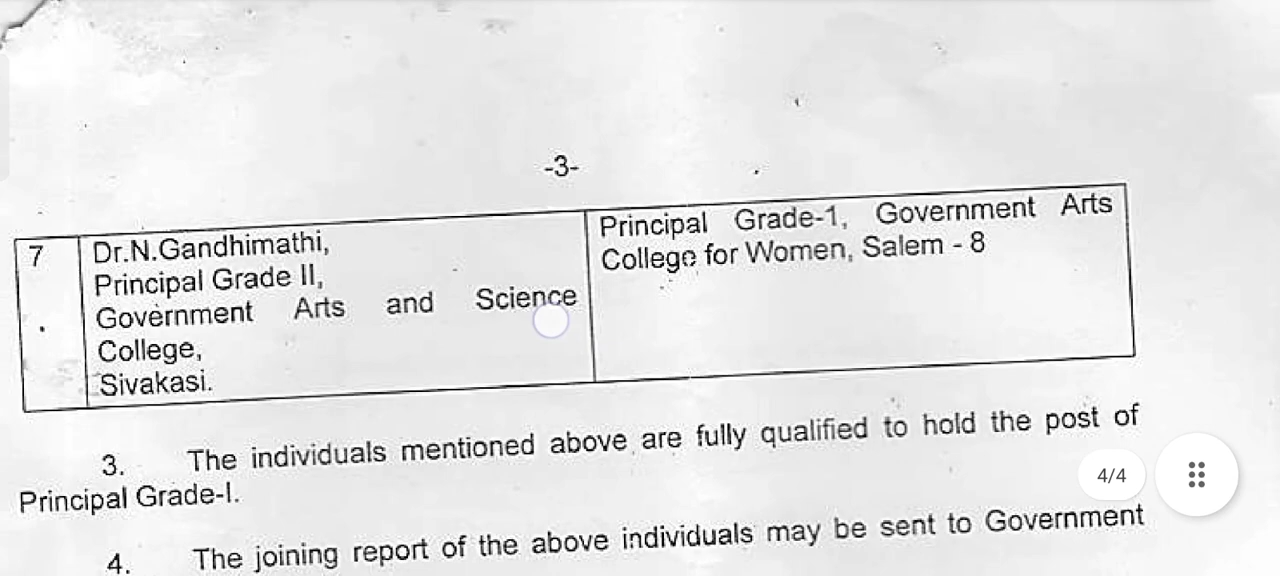 -3-
7
Dr.N.Gandhimathi,
Principal Grade II,
Government Arts and Science
College,
Sivakasi.
Principal Grade-1, Government Arts
College for Women, Salem - 8
3. The individuals mentioned above are fully qualified to hold the post of
Principal Grade-I.
4/4
4. The joining report of the above individuals may be sent to Government